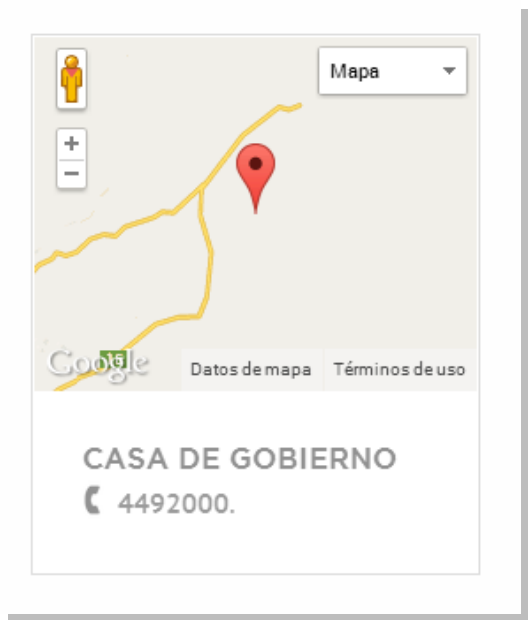 Mapa
+
−
15
Google
Datos de mapa Términos de uso
CASA DE GOBIERNO
4492000.